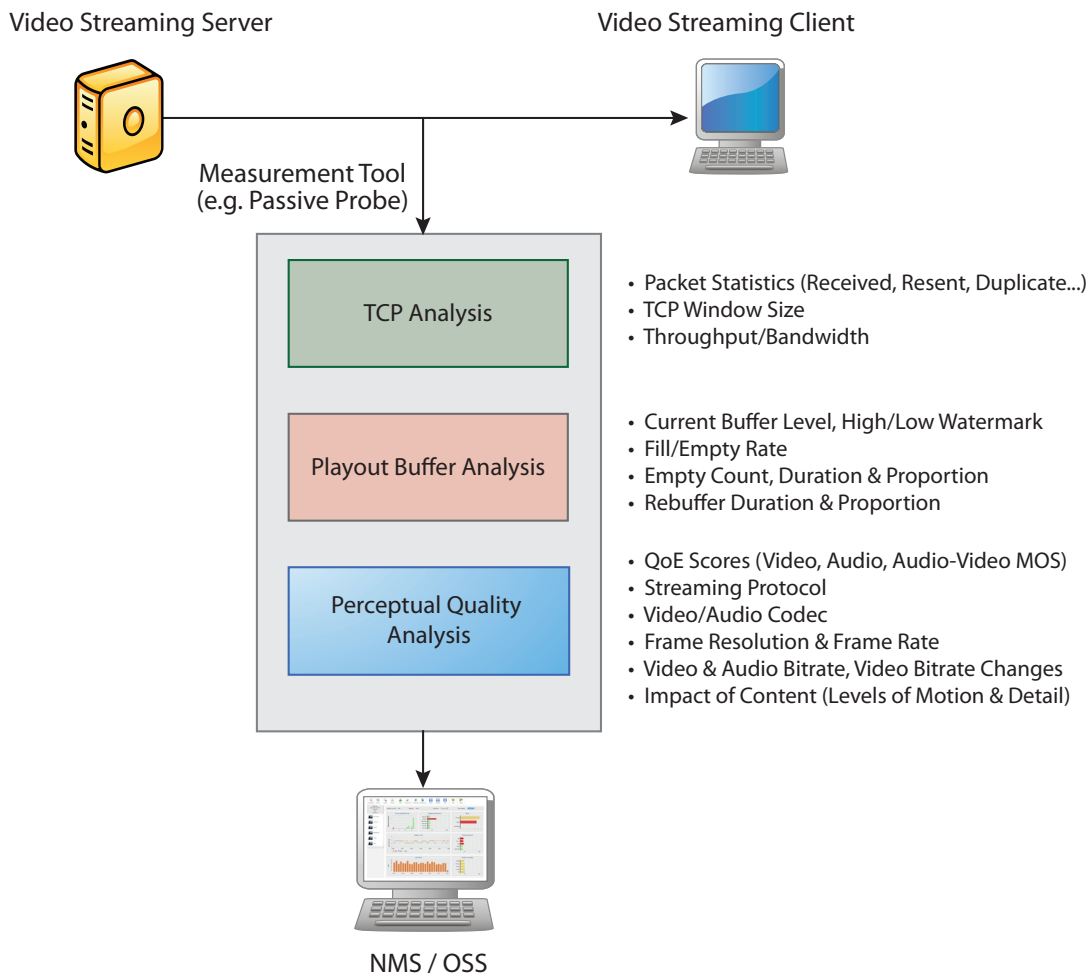 Video Streaming Server
Video Streaming Client
Measurement Tool
(e.g. Passive Probe)
TCP Analysis
• Packet Statistics (Received, Resent, Duplicate...)
• TCP Window Size
• Throughput/Bandwidth
Playout Buffer Analysis
• Current Buffer Level, High/Low Watermark
• Fill/Empty Rate
• Empty Count, Duration & Proportion
• Rebuffer Duration & Proportion
Perceptual Quality
Analysis
• QoE Scores (Video, Audio, Audio-Video MOS)
• Streaming Protocol
• Video/Audio Codec
• Frame Resolution & Frame Rate
• Video & Audio Bitrate, Video Bitrate Changes
• Impact of Content (Levels of Motion & Detail)
NMS / OSS